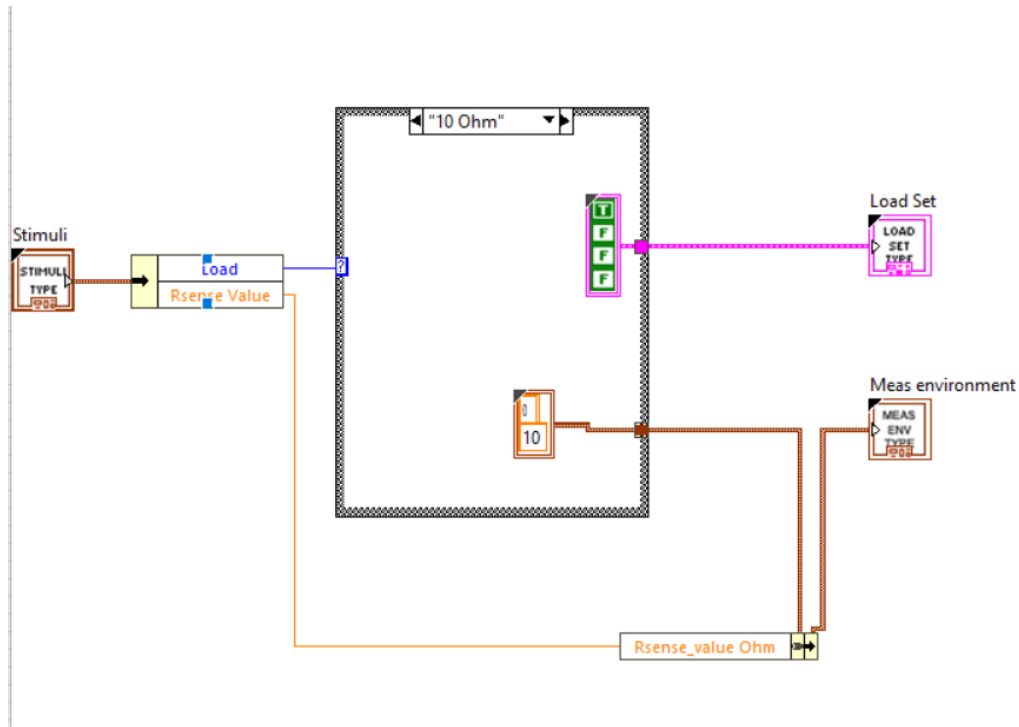 "10 Ohm"
Stimuli
STIMULI
TYPE
Load
Rsense Value
?
T
F
F
F
Load Set
LOAD
SET
TYPE
0
10
Meas environment
MEAS
ENV
TYPE
Rsense_value Ohm